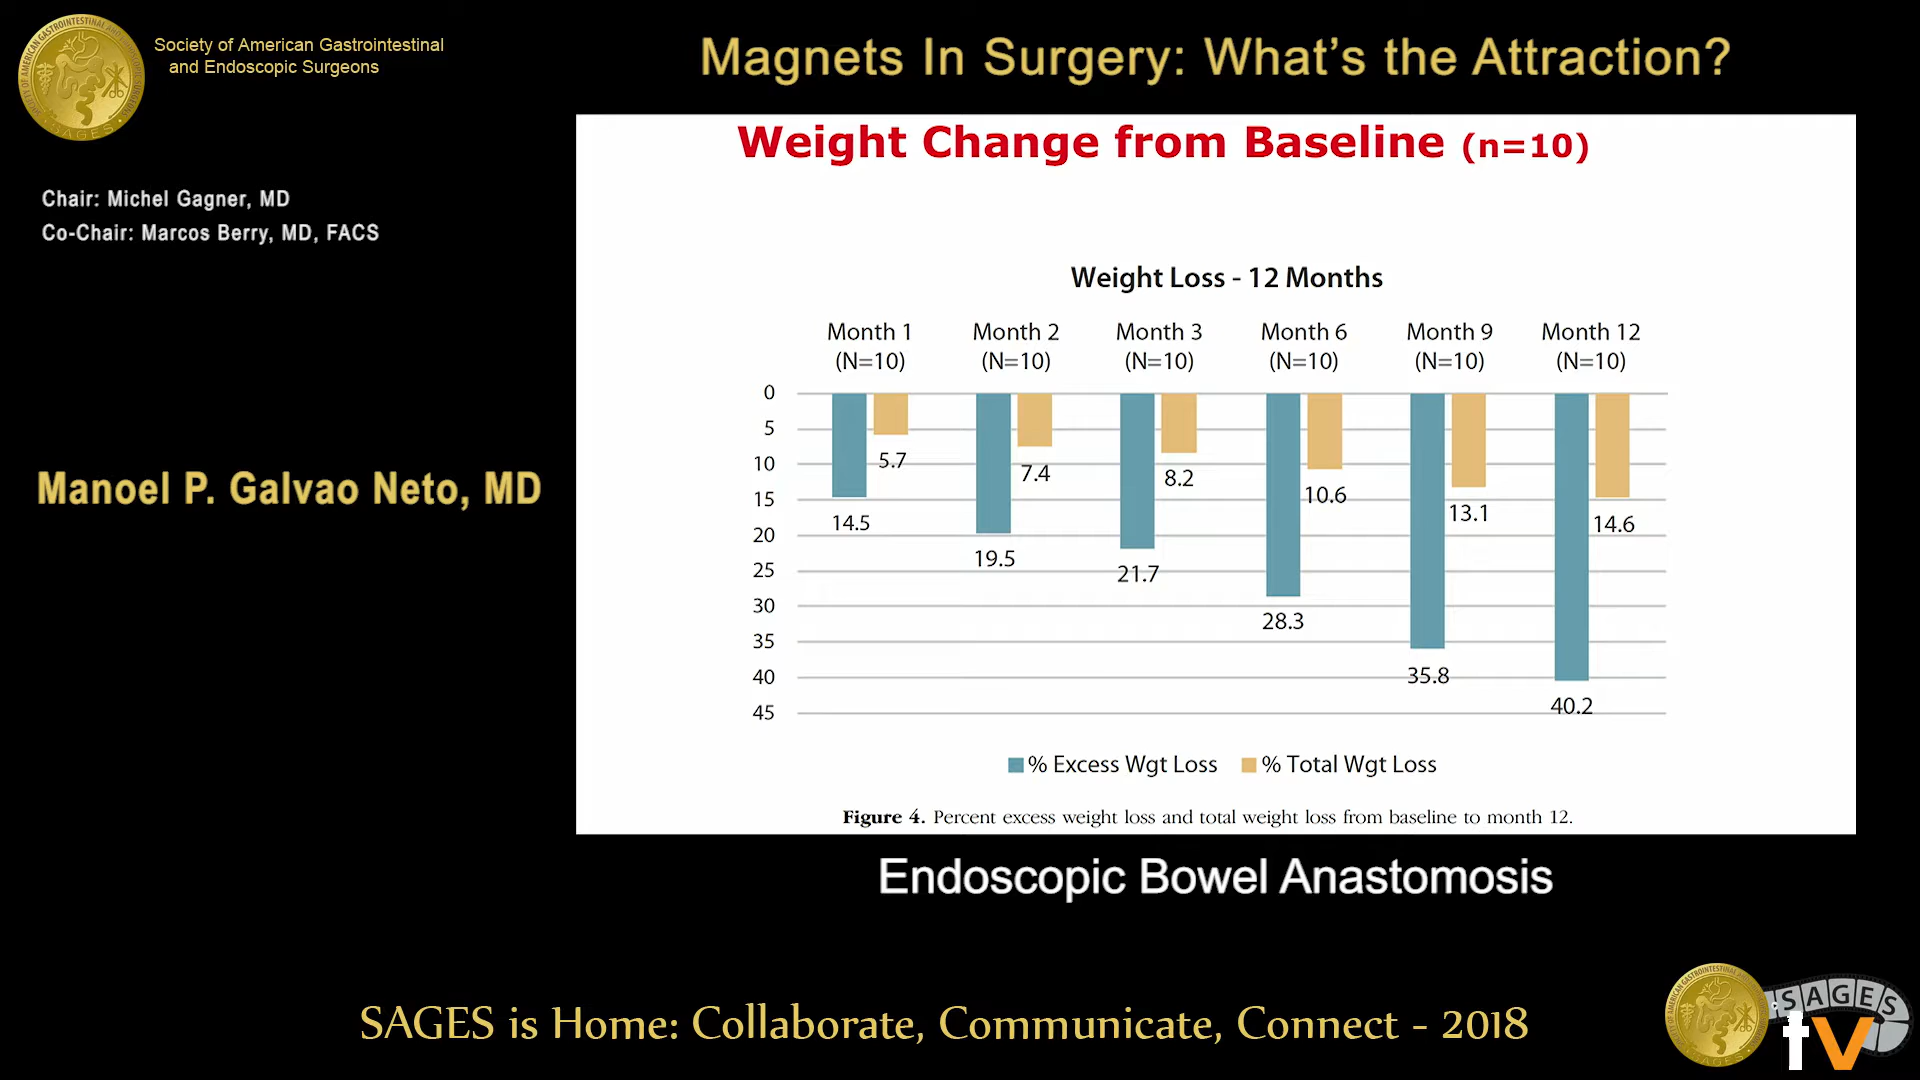 Society of American Gastrointestinal
and Endoscopic Surgeons
Magnets In Surgery: What's the Attraction?
Chair: Michel Gagner, MD
Co-Chair: Marcos Berry, MD, FACS
Manoel P. Galvao Neto, MD
Weight Change from Baseline (n=10)
Weight Loss - 12 Months
Month 1 Month 2 Month 3 Month 6 Month 9 Month 12
(N=10) (N=10) (N=10) (N=10) (N=10) (N=10)
0
5
10
15
20
25
30
35
40
45
14.5 5.7
19.5 7.4
21.7 8.2
28.3 10.6
35.8 13.1
40.2 14.6
% Excess Wgt Loss % Total Wgt Loss
Figure 4. Percent excess weight loss and total weight loss from baseline to month 12.
Endoscopic Bowel Anastomosis
SAGES is Home: Collaborate, Communicate, Connect - 2018
SAGES
tv